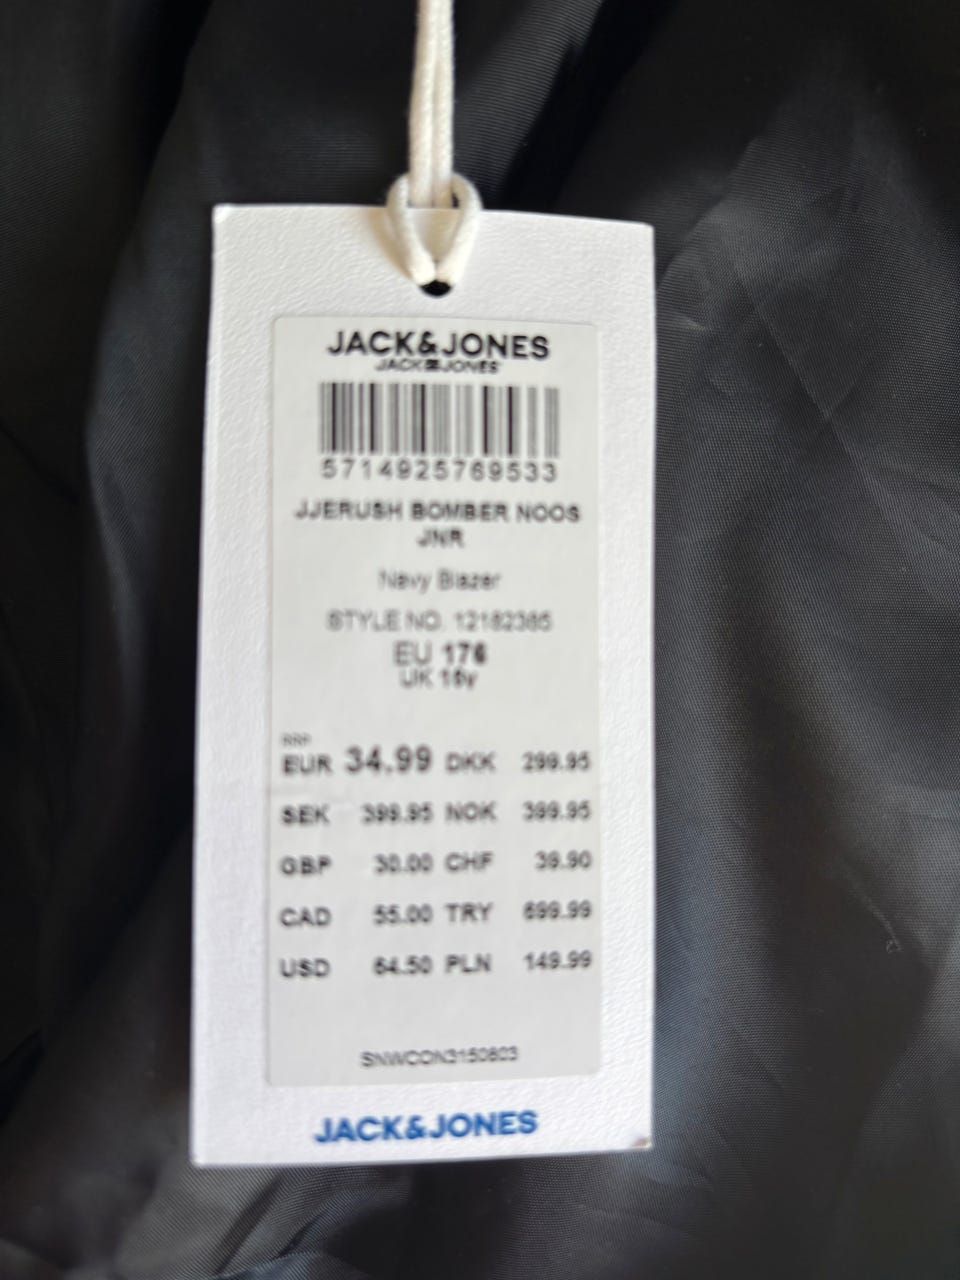 JACK&JONES
JACK&JONES
5714925769533
JJERUSH BOMBER NOOS
JNR
Navy Blazer
STYLE NO. 12182385
EU 176
UK 16y
RRP
EUR 34.99 DKK 299.95
SEK 399.95 NOK 399.95
GBP 30.00 CHF 39.90
CAD 55.00 TRY 699.99
USD 64.50 PLN 149.99
SNWCON3150803
JACK&JONES